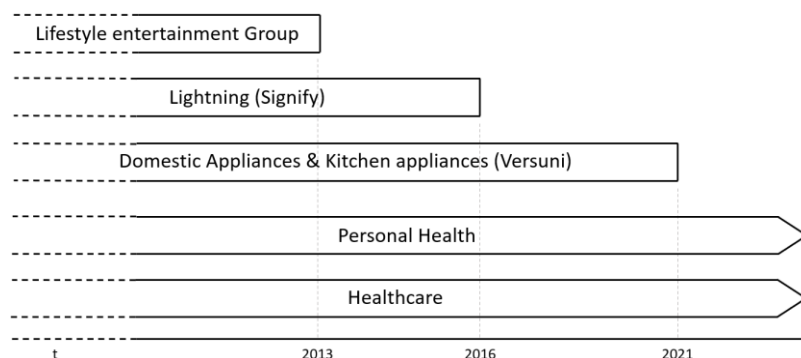 Lifestyle entertainment Group
Lightning (Signify)
Domestic Appliances & Kitchen appliances (Versuni)
Personal Health
Healthcare
t 2013 2016 2021